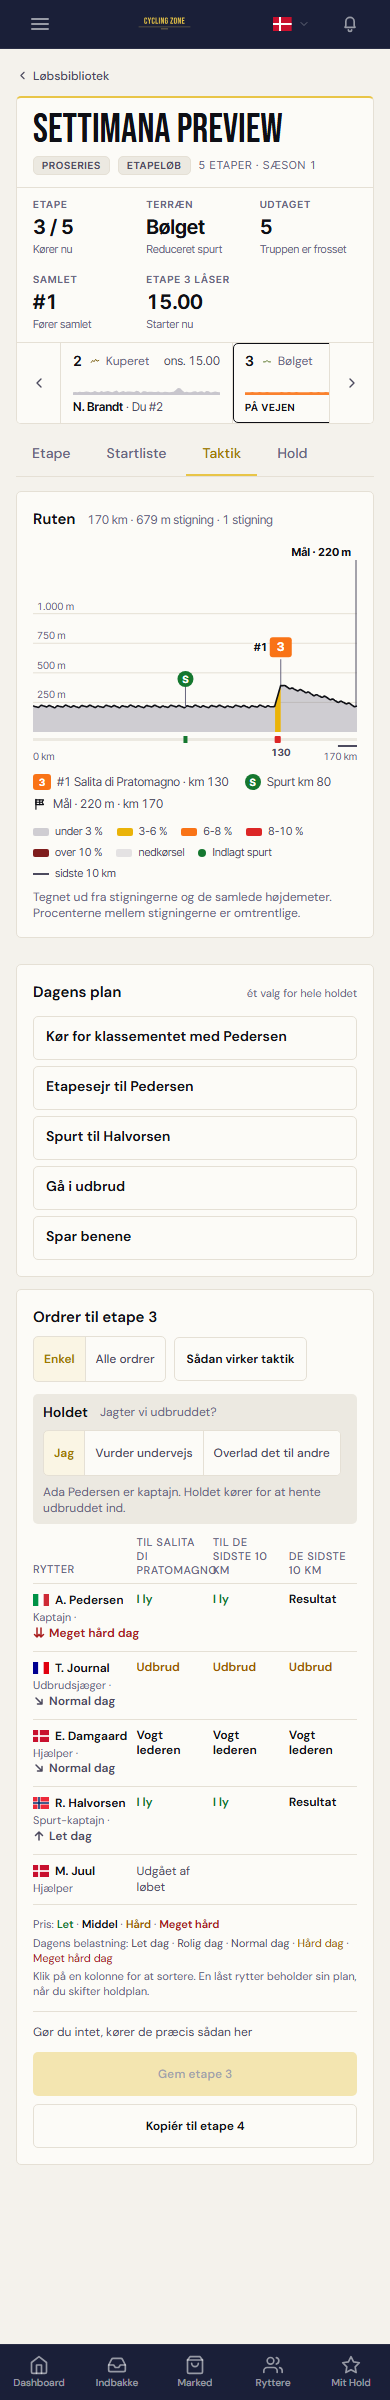 CYCLING ZONE
Løbsbibliotek
SETTIMANA PREVIEW
PROSERIES ETAPELØB 5 ETAPER · SÆSON 1
ETAPE TERRÆN UDTAGET
3 / 5 Bølget 5
Kører nu Reduceret spurt Truppen er frosset
SAMLET ETAPE 3 LÅSER
#1 15.00
Fører samlet Starter nu
2 Kuperet ons. 15.00 3 Bølget
N. Brandt · Du #2 PÅ VEJEN
Etape Startliste Taktik Hold
Ruten 170 km · 679 m stigning · 1 stigning
Mål · 220 m
1.000 m
750 m
#1 3
500 m
S
250 m
130
0 km 170 km
3 #1 Salita di Pratomagno · km 130 S Spurt km 80
Mål · 220 m · km 170
under 3 % 3-6 % 6-8 % 8-10 %
over 10 % nedkørsel Indlagt spurt
sidste 10 km
Tegnet ud fra stigningerne og de samlede højdemeter.
Procenterne mellem stigningerne er omtrentlige.
Dagens plan ét valg for hele holdet
Kør for klassementet med Pedersen
Etapesejr til Pedersen
Spurt til Halvorsen
Gå i udbrud
Spar benene
Ordrer til etape 3
Enkel Alle ordrer Sådan virker taktik
Holdet Jagter vi udbruddet?
Jag Vurder undervejs Overlad det til andre
Ada Pedersen er kaptajn. Holdet kører for at hente
udbruddet ind.
RYTTER TIL SALITA DI PRATOMAGNO TIL DE SIDSTE 10 KM DE SIDSTE 10 KM
A. Pedersen I ly I ly Resultat
Kaptajn ·
Meget hård dag
T. Journal Udbrud Udbrud Udbrud
Udbrudsjæger ·
Normal dag
E. Damgaard Vogt lederen Vogt lederen Vogt lederen
Hjælper ·
Normal dag
R. Halvorsen I ly I ly Resultat
Spurt-kaptajn ·
Let dag
M. Juul Udgået af løbet
Hjælper
Pris: Let · Middel · Hård · Meget hård
Dagens belastning: Let dag · Rolig dag · Normal dag · Hård dag ·
Meget hård dag
Klik på en kolonne for at sortere. En låst rytter beholder sin plan,
når du skifter holdplan.
Gør du intet, kører de præcis sådan her
Gem etape 3
Kopiér til etape 4
Dashboard Indbakke Marked Ryttere Mit Hold